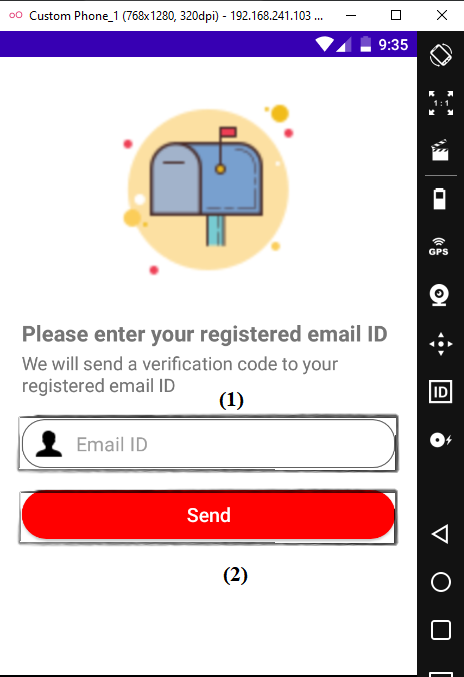 Custom Phone_1 (768x1280, 320dpi) - 192.168.241.103 ...
9:35
1 : 1
GPS
Please enter your registered email ID
We will send a verification code to your
registered email ID
(1)
ID
Email ID
Send
(2)